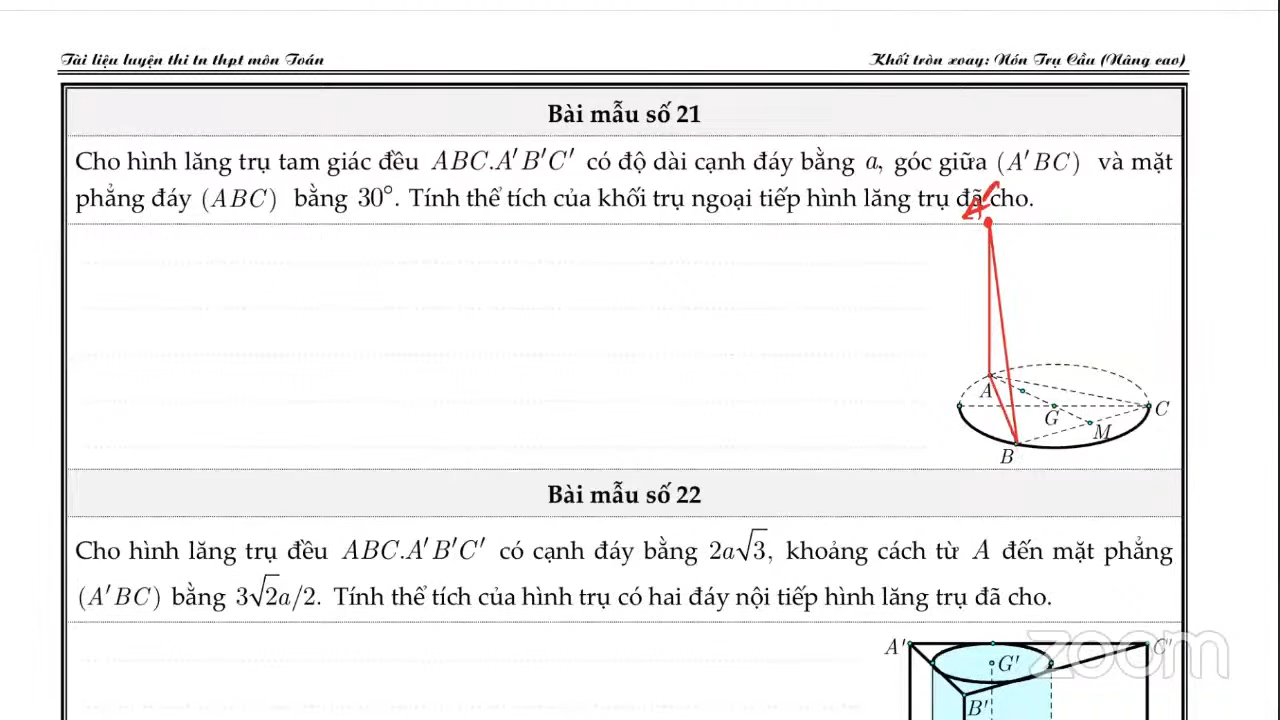 Tài liệu luyện thi tn thpt môn Toán
Khối tròn xoay: Nón Trụ Cầu (Nâng cao)
Bài mẫu số 21
Cho hình lăng trụ tam giác đều ABC.A'B'C' có độ dài cạnh đáy bằng a, góc giữa (A'BC) và mặt
phẳng đáy (ABC) bằng 30°. Tính thể tích của khối trụ ngoại tiếp hình lăng trụ đã cho.
A'
A
G
C
M
B
Bài mẫu số 22
Cho hình lăng trụ đều ABC.A'B'C' có cạnh đáy bằng 2a√3, khoảng cách từ A đến mặt phẳng
(A'BC) bằng 3√2a/2. Tính thể tích của hình trụ có hai đáy nội tiếp hình lăng trụ đã cho.
A'
C'
G'
B'
zoom